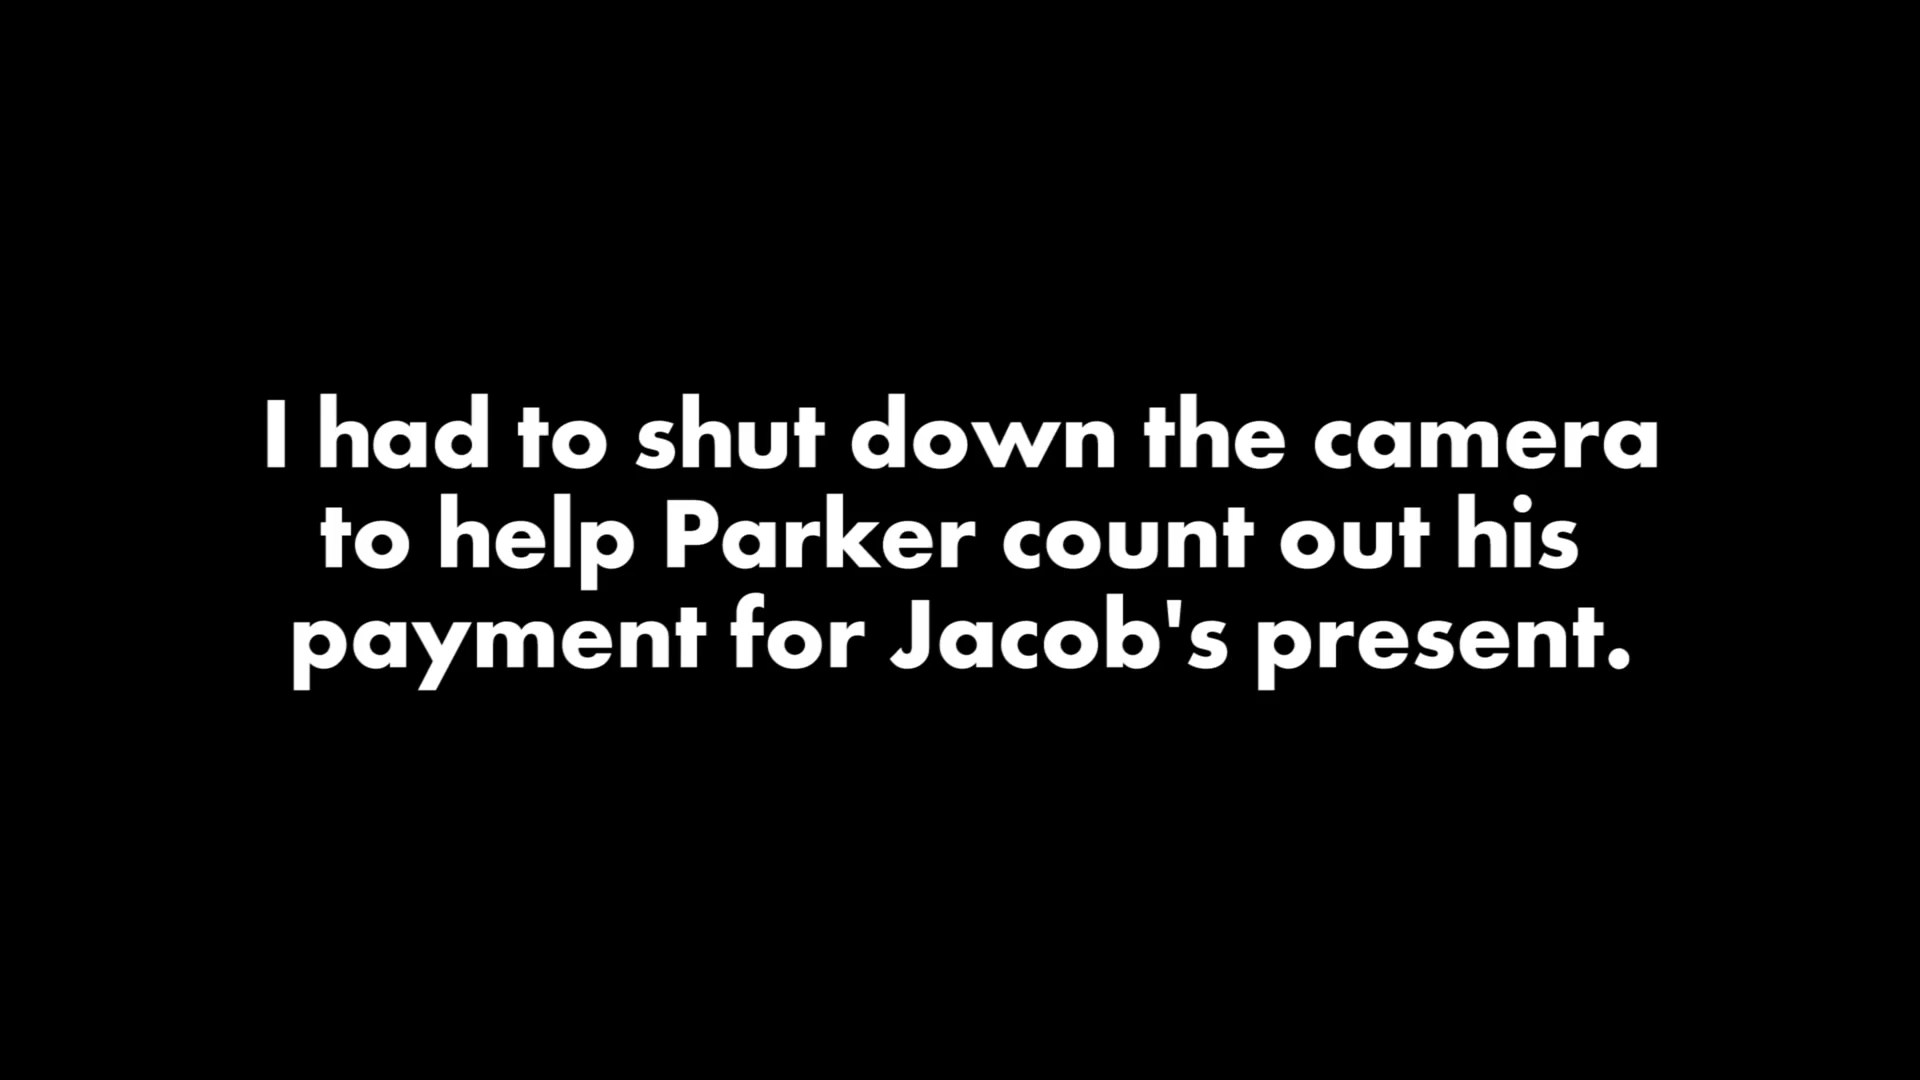 I had to shut down the camera
to help Parker count out his
payment for Jacob's present.